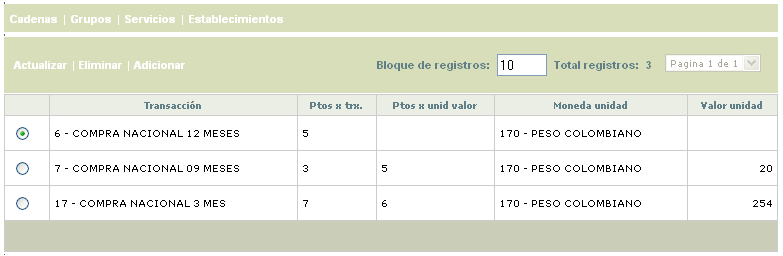 Cadenas | Grupos | Servicios | Establecimientos
Actualizar | Eliminar | Adicionar Bloque de registros: 10 Total registros: 3 Pagina 1 de 1
Transacción Ptos x trx. Ptos x unid valor Moneda unidad Valor unidad
6 - COMPRA NACIONAL 12 MESES 5 170 - PESO COLOMBIANO
7 - COMPRA NACIONAL 09 MESES 3 5 170 - PESO COLOMBIANO 20
17 - COMPRA NACIONAL 3 MES 7 6 170 - PESO COLOMBIANO 254